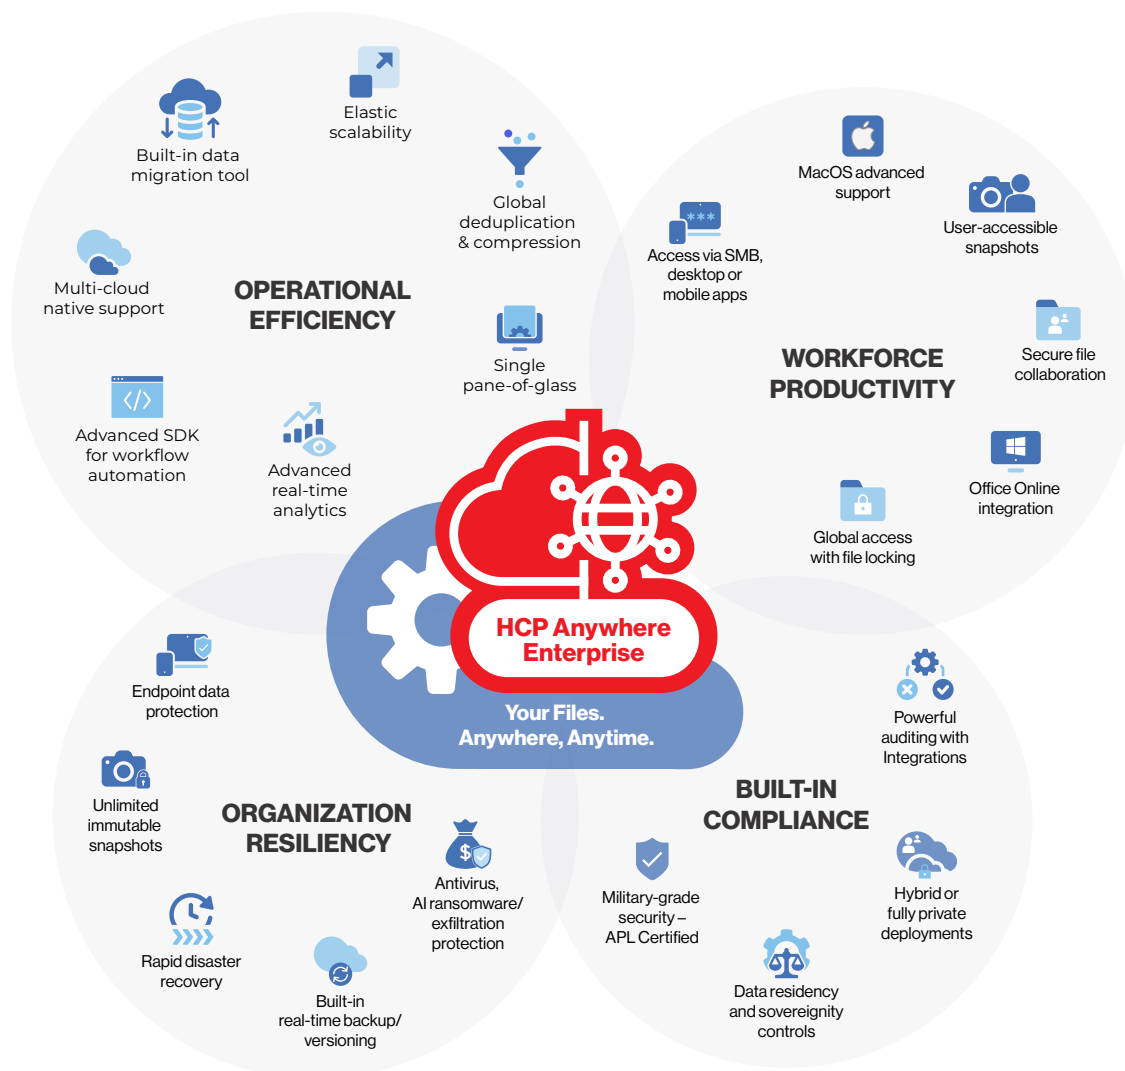 OPERATIONAL
EFFICIENCY
Built-in data
migration tool
Elastic
scalability
Global
deduplication
& compression
Multi-cloud
native support
Single
pane-of-glass
Advanced SDK
for workflow
automation
Advanced
real-time
analytics
WORKFORCE
PRODUCTIVITY
MacOS advanced
support
User-accessible
snapshots
Access via SMB,
desktop or
mobile apps
Secure file
collaboration
Office Online
integration
Global access
with file locking
HCP Anywhere
Enterprise
Your Files.
Anywhere, Anytime.
ORGANIZATION
RESILIENCY
Endpoint data
protection
Unlimited
immutable
snapshots
Antivirus,
AI ransomware/
exfiltration
protection
Rapid disaster
recovery
Built-in
real-time backup/
versioning
BUILT-IN
COMPLIANCE
Powerful
auditing with
Integrations
Military-grade
security –
APL Certified
Hybrid or
fully private
deployments
Data residency
and sovereignity
controls